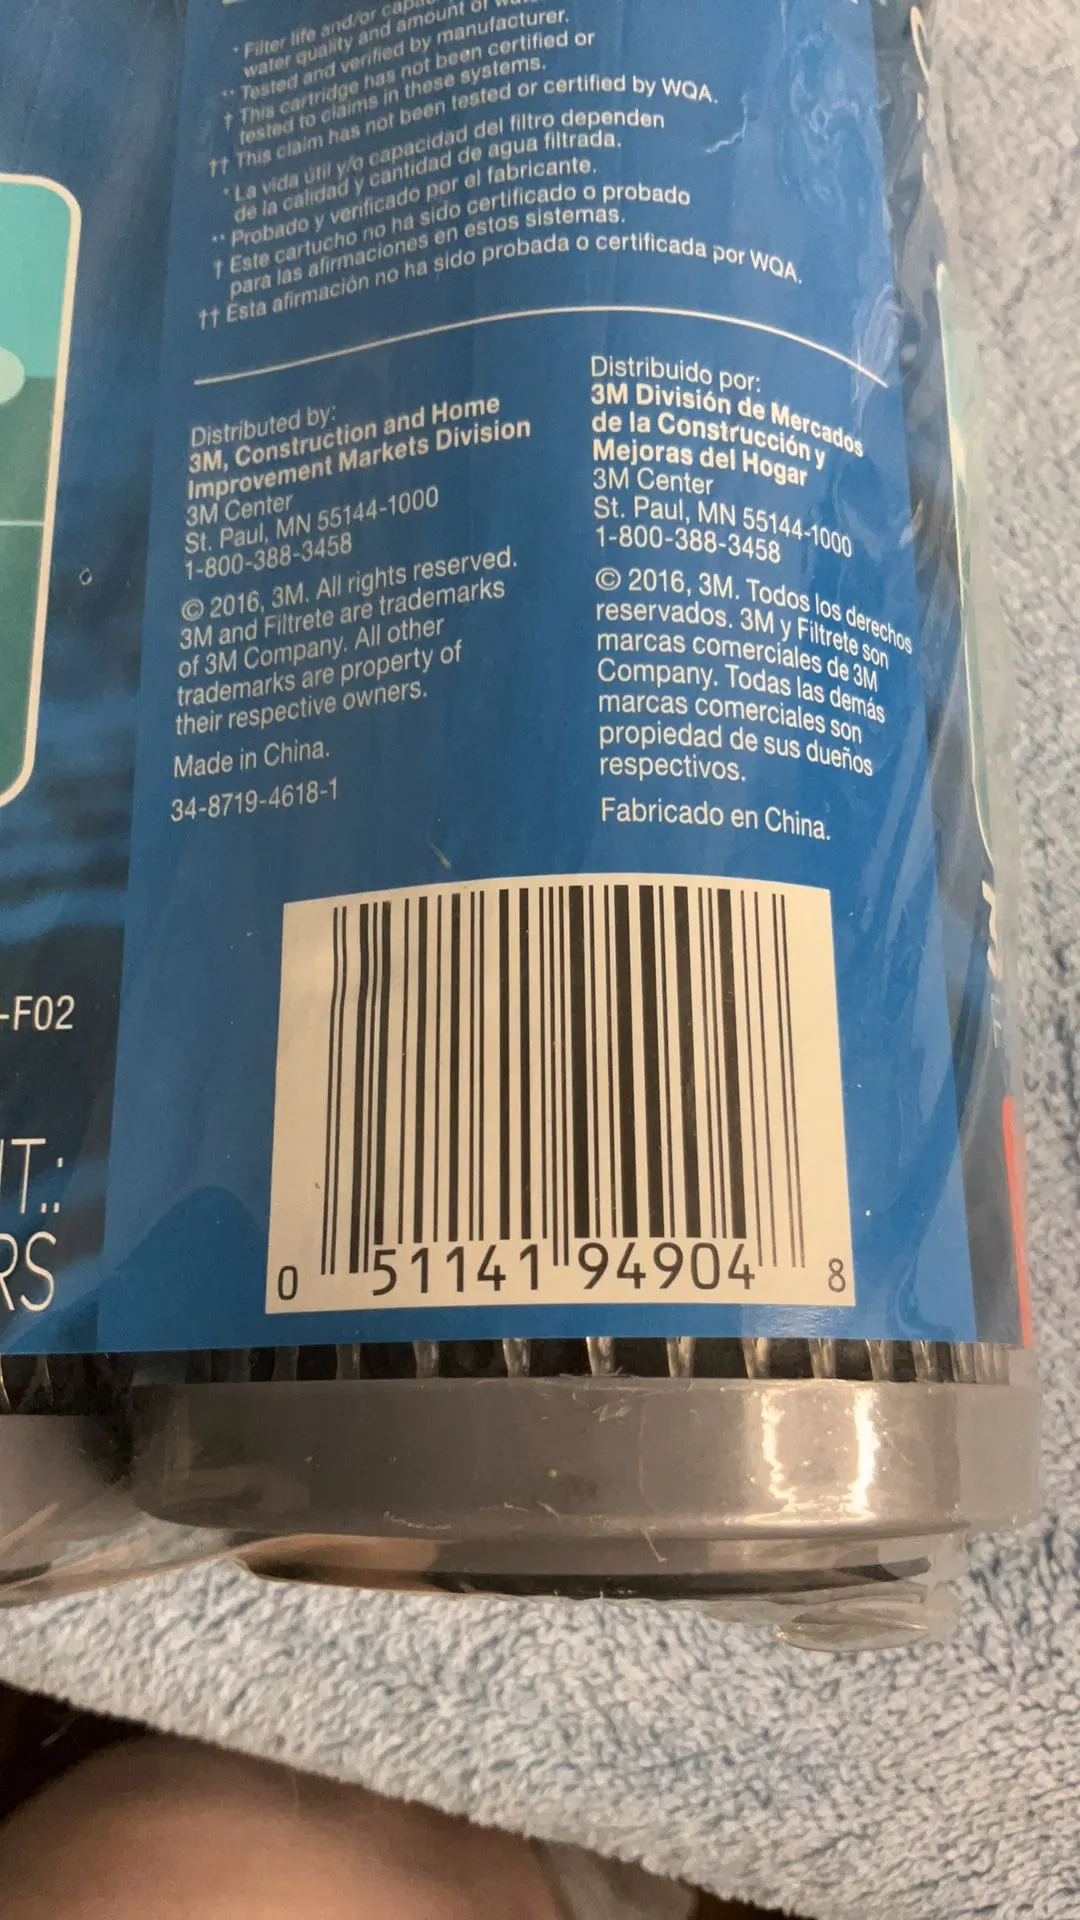 * Filter life and/or
water quality and amount of
** Tested and verified by manufacturer.
† This cartridge has not been certified or
tested to claims in these systems.
†† This claim has not been tested or certified by WQA.
* La vida útil y/o capacidad del filtro dependen
de la calidad y cantidad de agua filtrada.
** Probado y verificado por el fabricante.
† Este cartucho no ha sido certificado o probado
para las afirmaciones en estos sistemas.
†† Esta afirmación no ha sido probada o certificada por WQA.
Distributed by:
3M, Construction and Home
Improvement Markets Division
3M Center
St. Paul, MN 55144-1000
1-800-388-3458
© 2016, 3M. All rights reserved.
3M and Filtrete are trademarks
of 3M Company. All other
trademarks are property of
their respective owners.
Made in China.
34-8719-4618-1
Distribuido por:
3M División de Mercados
de la Construcción y
Mejoras del Hogar
3M Center
St. Paul, MN 55144-1000
1-800-388-3458
© 2016, 3M. Todos los derechos
reservados. 3M y Filtrete son
marcas comerciales de 3M
Company. Todas las demás
marcas comerciales son
propiedad de sus dueños
respectivos.
Fabricado en China.
-F02
T.:
RS
0 51141 94904 8